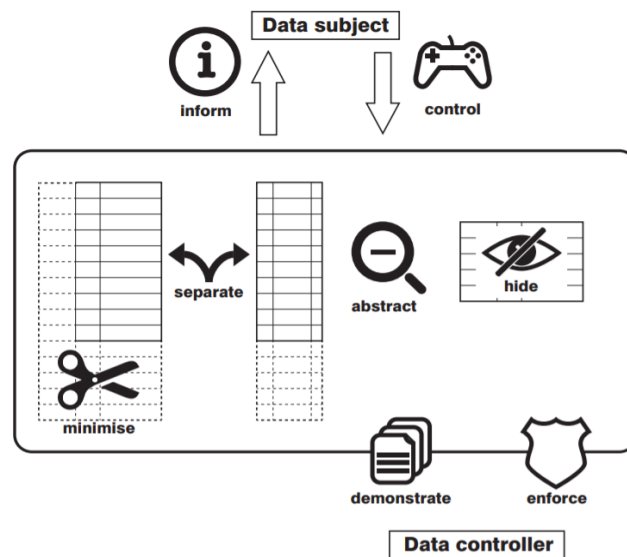 Data subject
inform
control
separate
abstract
hide
minimise
demonstrate
enforce
Data controller